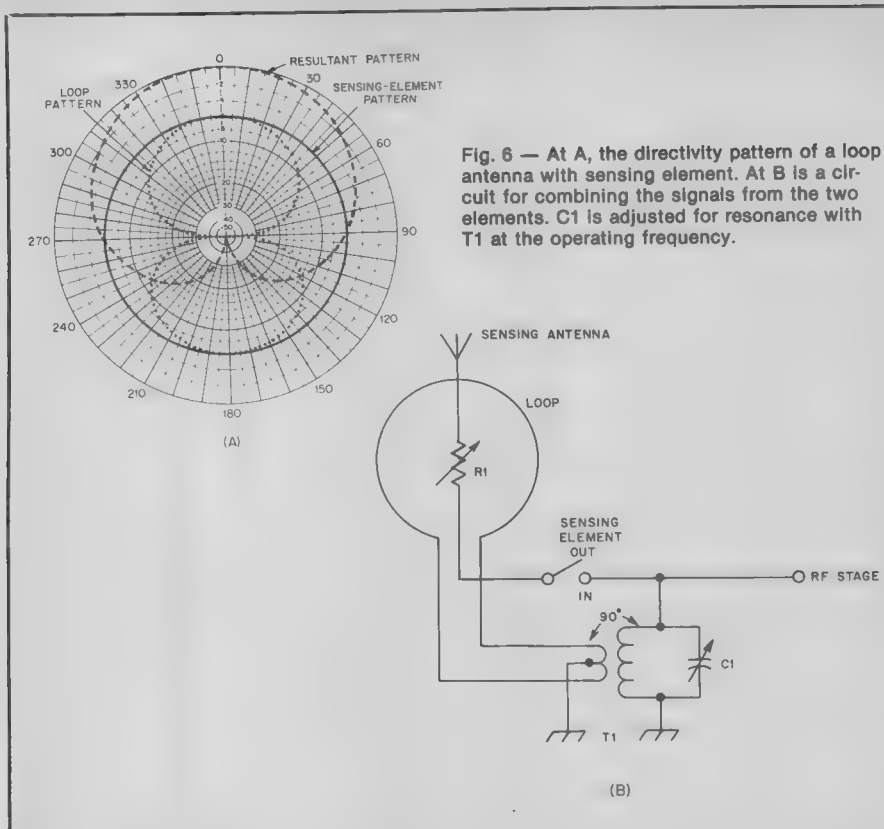 0
RESULTANT PATTERN
330
30
SENSING-ELEMENT
PATTERN
LOOP
PATTERN
300
60
270
90
240
120
210
150
180
(A)
Fig. 6 — At A, the directivity pattern of a loop
antenna with sensing element. At B is a cir-
cuit for combining the signals from the two
elements. C1 is adjusted for resonance with
T1 at the operating frequency.
SENSING ANTENNA
LOOP
R1
SENSING
ELEMENT
OUT
IN
RF STAGE
90°
C1
T1
(B)